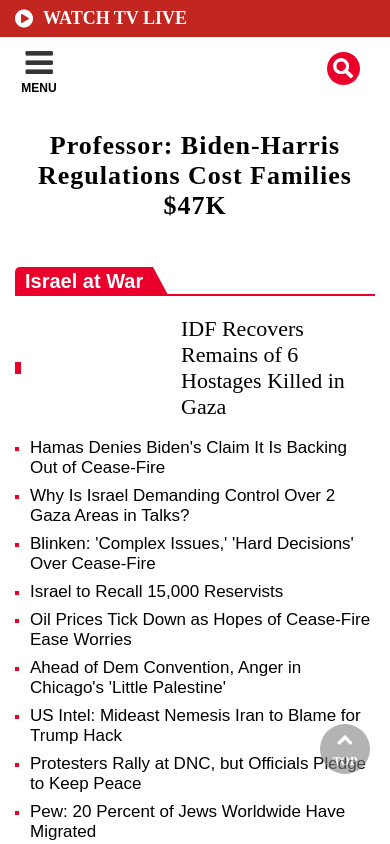 WATCH TV LIVE
MENU
Professor: Biden-Harris
Regulations Cost Families
$47K
Israel at War
IDF Recovers
Remains of 6
Hostages Killed in
Gaza
Hamas Denies Biden's Claim It Is Backing
Out of Cease-Fire
Why Is Israel Demanding Control Over 2
Gaza Areas in Talks?
Blinken: 'Complex Issues,' 'Hard Decisions'
Over Cease-Fire
Israel to Recall 15,000 Reservists
Oil Prices Tick Down as Hopes of Cease-Fire
Ease Worries
Ahead of Dem Convention, Anger in
Chicago's 'Little Palestine'
US Intel: Mideast Nemesis Iran to Blame for
Trump Hack
Protesters Rally at DNC, but Officials Pledge
to Keep Peace
TOP
Pew: 20 Percent of Jews Worldwide Have
Migrated